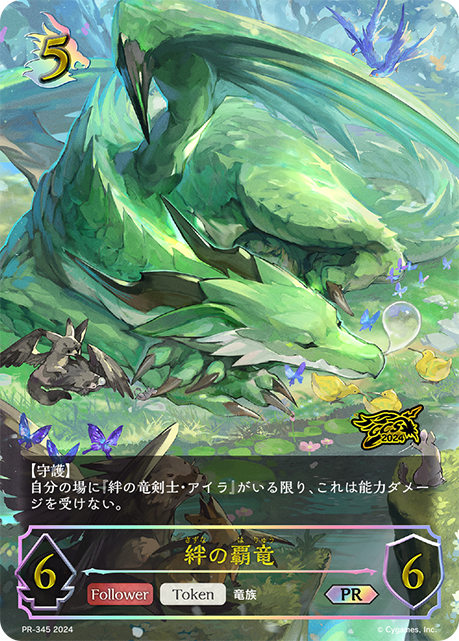 5
GCS
2024
【守護】
自分の場に『絆の竜剣士・アイラ』がいる限り、これは能力ダメー
ジを受けない。
きずな は りゅう
絆の覇竜
6
6
Follower
Token
竜族
PR
PR-345 2024
© Cygames, Inc.